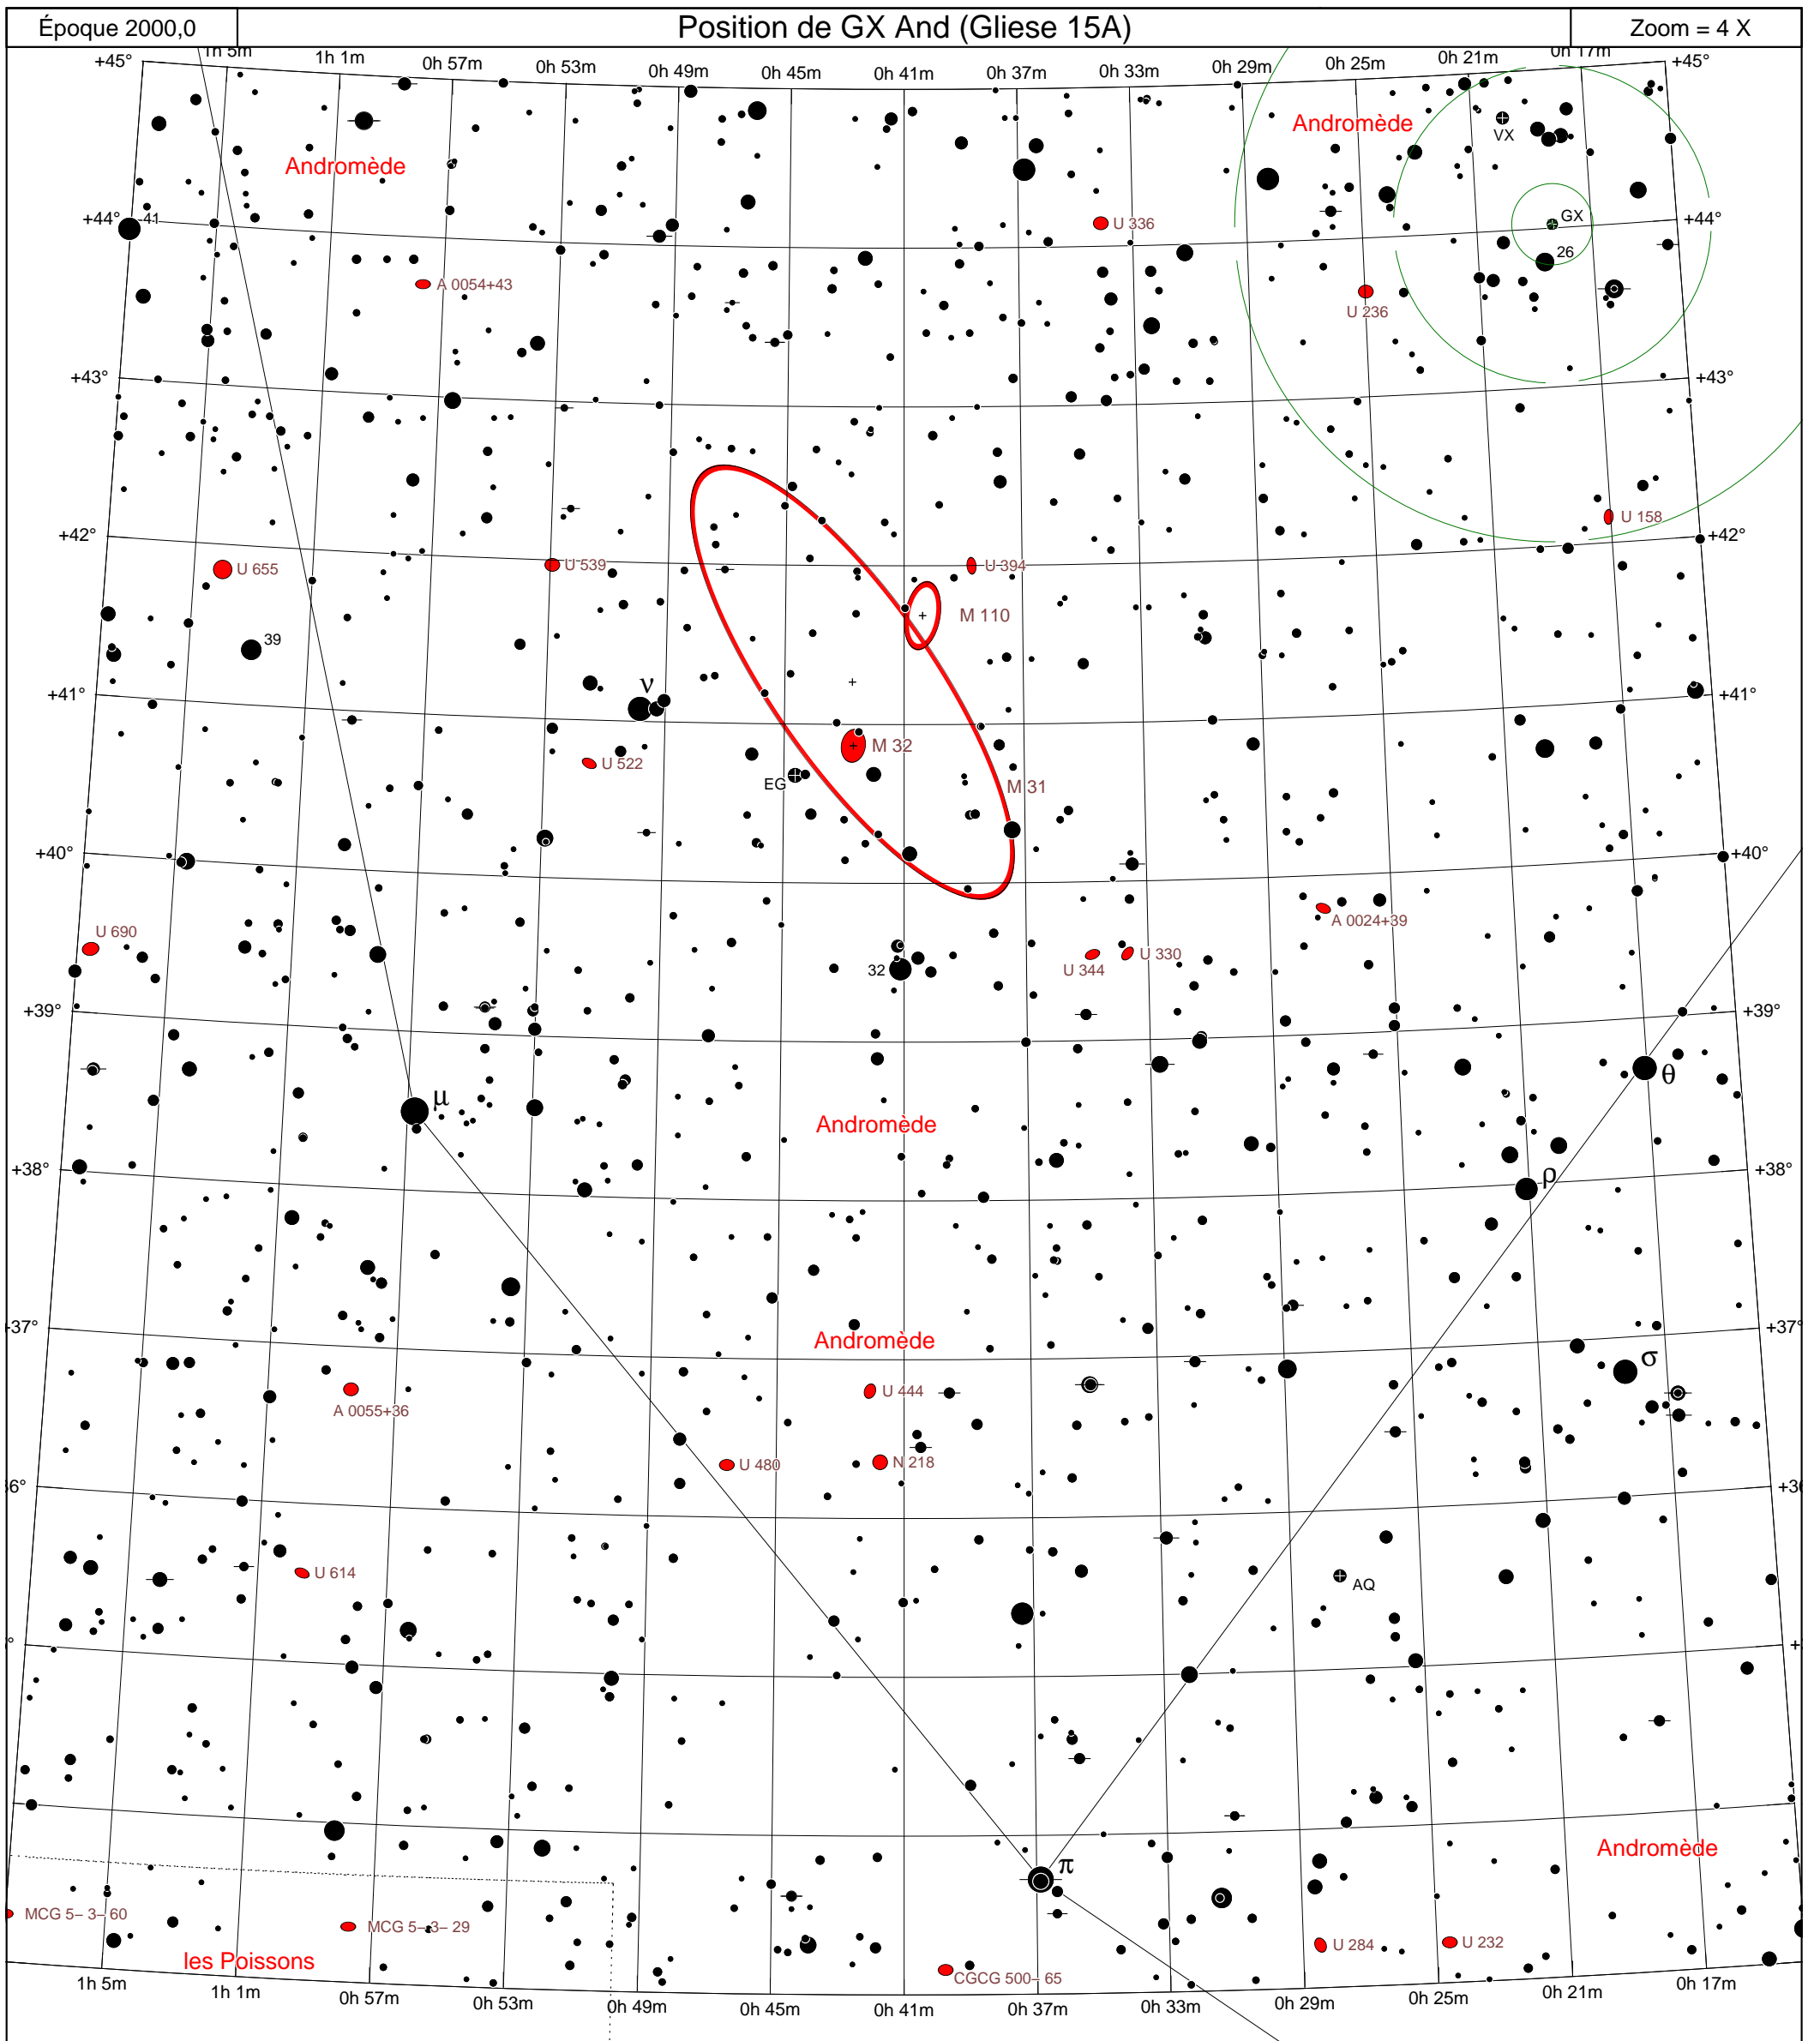 Époque 2000,0
Position de GX And (Gliese 15A)
Zoom = 4 X
1h 5m
1h 1m
0h 57m
0h 53m
0h 49m
0h 45m
0h 41m
0h 37m
0h 33m
0h 29m
0h 25m
0h 21m
0h 17m
+45°
+45°
Andromède
Andromède
VX
+44°
41
U 336
GX
+44°
26
A 0054+43
U 236
+43°
+43°
U 158
+42°
+42°
U 655
U 539
U 394
M 110
39
ν
+41°
+41°
M 32
U 522
EG
M 31
+40°
+40°
A 0024+39
U 690
U 330
32
U 344
+39°
+39°
θ
μ
Andromède
+38°
+38°
ρ
+37°
+37°
Andromède
σ
U 444
A 0055+36
U 480
N 218
U 614
AQ
Andromède
π
MCG 5– 3– 60
MCG 5– 3– 29
U 284
U 232
les Poissons
CGCG 500– 65
1h 5m
1h 1m
0h 57m
0h 53m
0h 49m
0h 45m
0h 41m
0h 37m
0h 33m
0h 29m
0h 25m
0h 21m
0h 17m